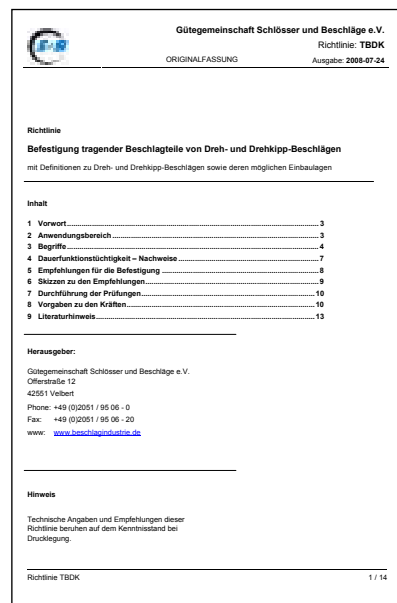 Gütegemeinschaft Schlösser und Beschläge e.V.
Richtlinie: TBDK
ORIGINALFASSUNG Ausgabe: 2008-07-24
Richtlinie
Befestigung tragender Beschlagteile von Dreh- und Drehkipp-Beschlägen
mit Definitionen zu Dreh- und Drehkipp-Beschlägen sowie deren möglichen Einbaulagen
Inhalt
1 Vorwort 3
2 Anwendungsbereich 3
3 Begriffe 4
4 Dauerfunktionstüchtigkeit – Nachweise 7
5 Empfehlungen für die Befestigung 8
6 Skizzen zu den Empfehlungen 9
7 Durchführung der Prüfungen 10
8 Vorgaben zu den Kräften 10
9 Literaturhinweis 13
Herausgeber:
Gütegemeinschaft Schlösser und Beschläge e.V.
Offerstraße 12
42551 Velbert
Phone: +49 (0)2051 / 95 06 - 0
Fax: +49 (0)2051 / 95 06 - 20
www: www.beschlagindustrie.de
Hinweis
Technische Angaben und Empfehlungen dieser
Richtlinie beruhen auf dem Kenntnisstand bei
Drucklegung.
Richtlinie TBDK 1 / 14